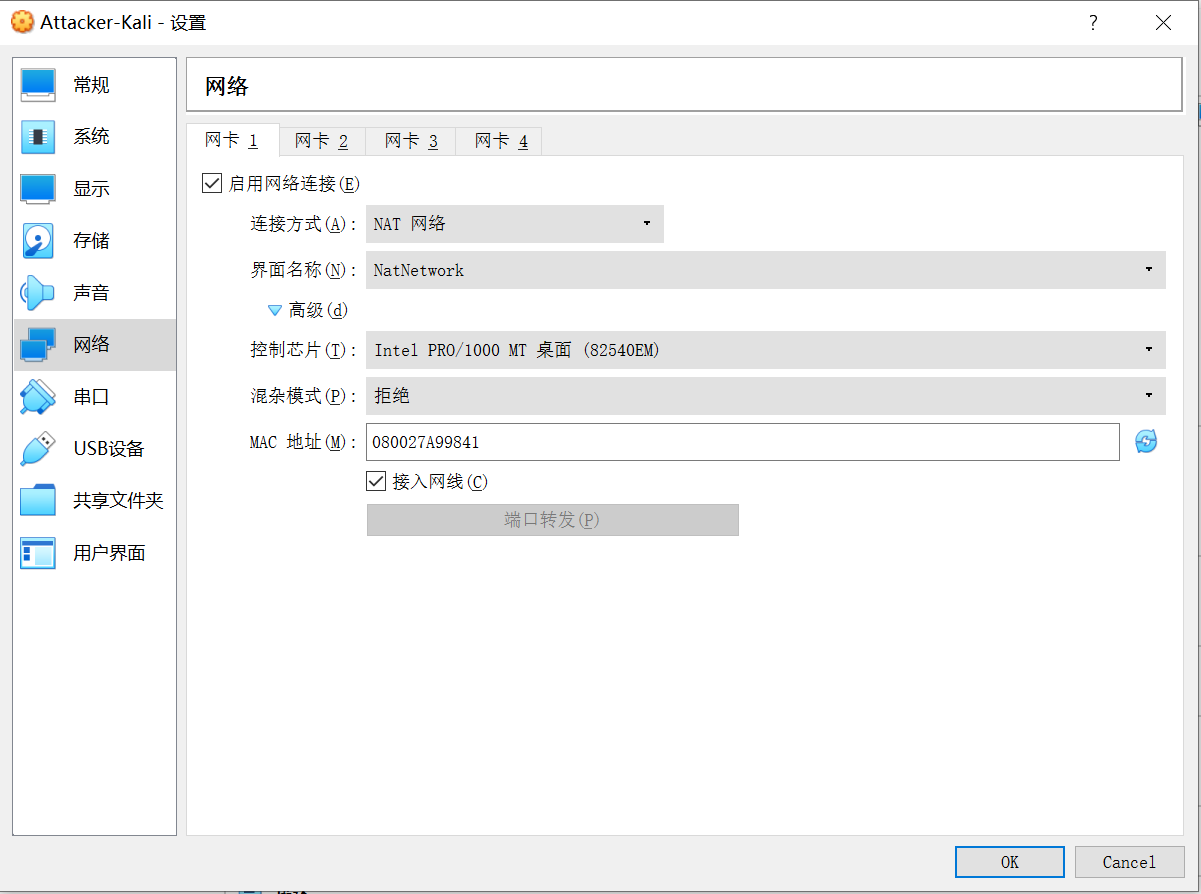 Attacker-Kali - 设置
?
常规
系统
显示
存储
声音
网络
串口
USB设备
共享文件夹
用户界面
网络
网卡 1 网卡 2 网卡 3 网卡 4
启用网络连接(E)
连接方式(A): NAT 网络
界面名称(N): NatNetwork
高级(d)
控制芯片(T): Intel PRO/1000 MT 桌面 (82540EM)
混杂模式(P): 拒绝
MAC 地址(M): 080027A99841
接入网线(C)
端口转发(P)
OK Cancel